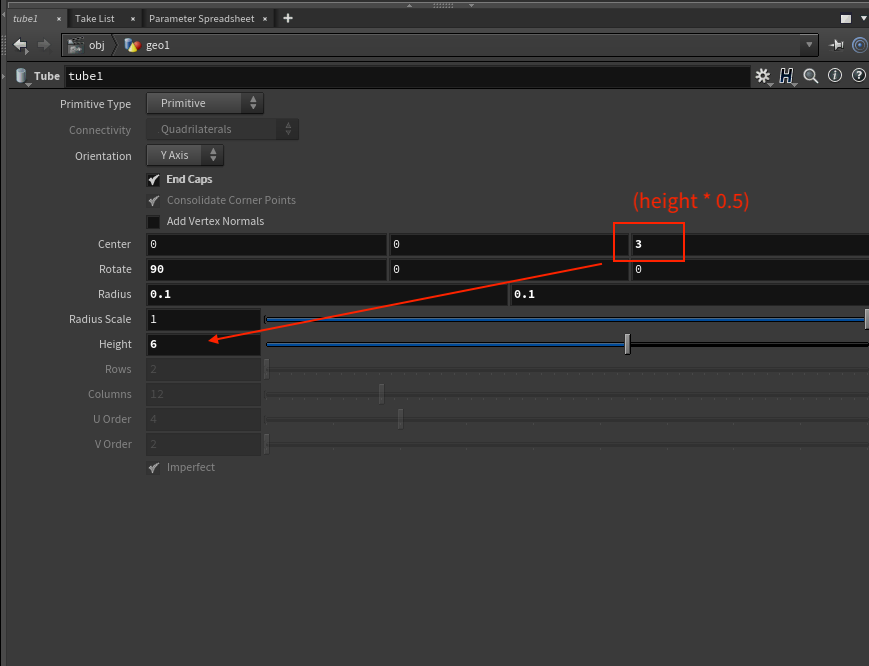 tube1 × Take List × Parameter Spreadsheet × +
obj geo1
Tube tube1
Primitive Type Primitive
Connectivity Quadrilaterals
Orientation Y Axis
End Caps
Consolidate Corner Points
(height * 0.5)
Add Vertex Normals
Center 0 0 3
Rotate 90 0 0
Radius 0.1 0.1
Radius Scale 1
Height 6
Rows 2
Columns 12
U Order 4
V Order 2
Imperfect